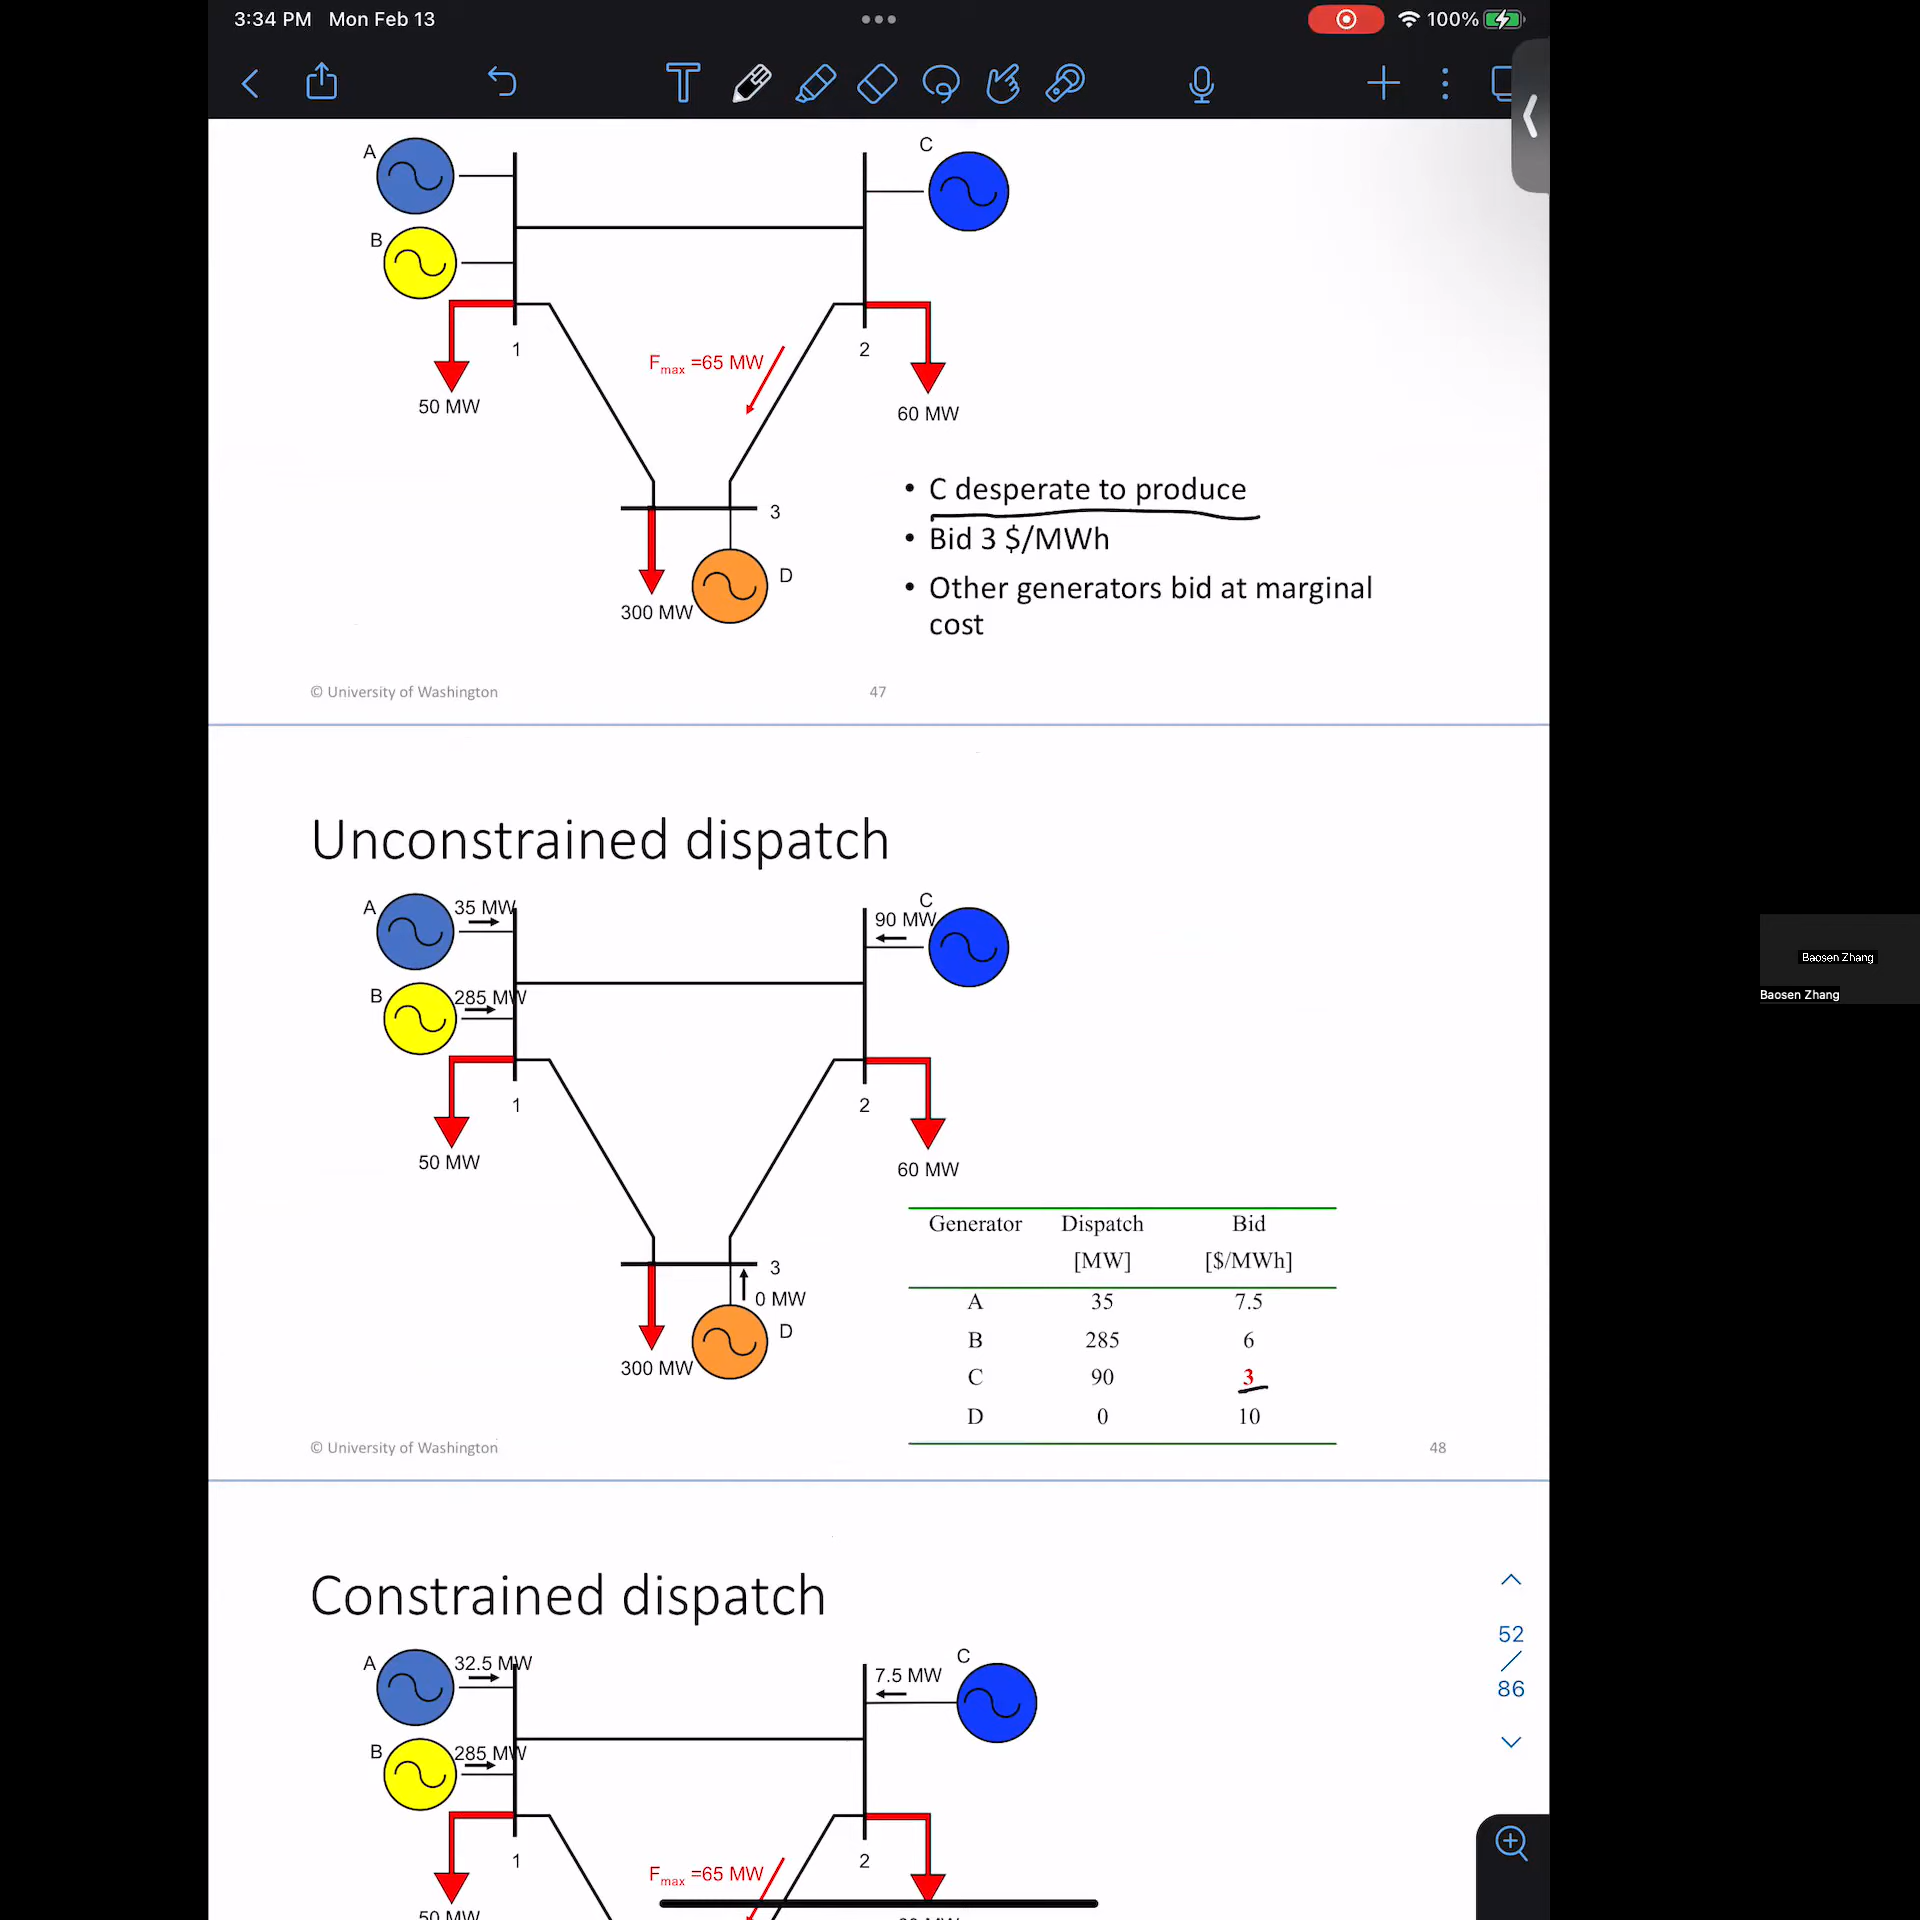 3:34 PM Mon Feb 13
100%
A
C
B
1
F max =65 MW
2
50 MW
60 MW
• C desperate to produce
3
• Bid 3 $/MWh
D
• Other generators bid at marginal
cost
300 MW
© University of Washington
47
Unconstrained dispatch
A
35 MW
C
90 MW
B
285 MW
1
2
50 MW
60 MW
Generator Dispatch Bid
[MW] [$/MWh]
3
0 MW
A 35 7.5
D
B 285 6
300 MW
C 90 3
D 0 10
© University of Washington
48
Baosen Zhang
Baosen Zhang
Constrained dispatch
52
/
86
A
32.5 MW
C
7.5 MW
B
285 MW
1
F max =65 MW
2
50 MW